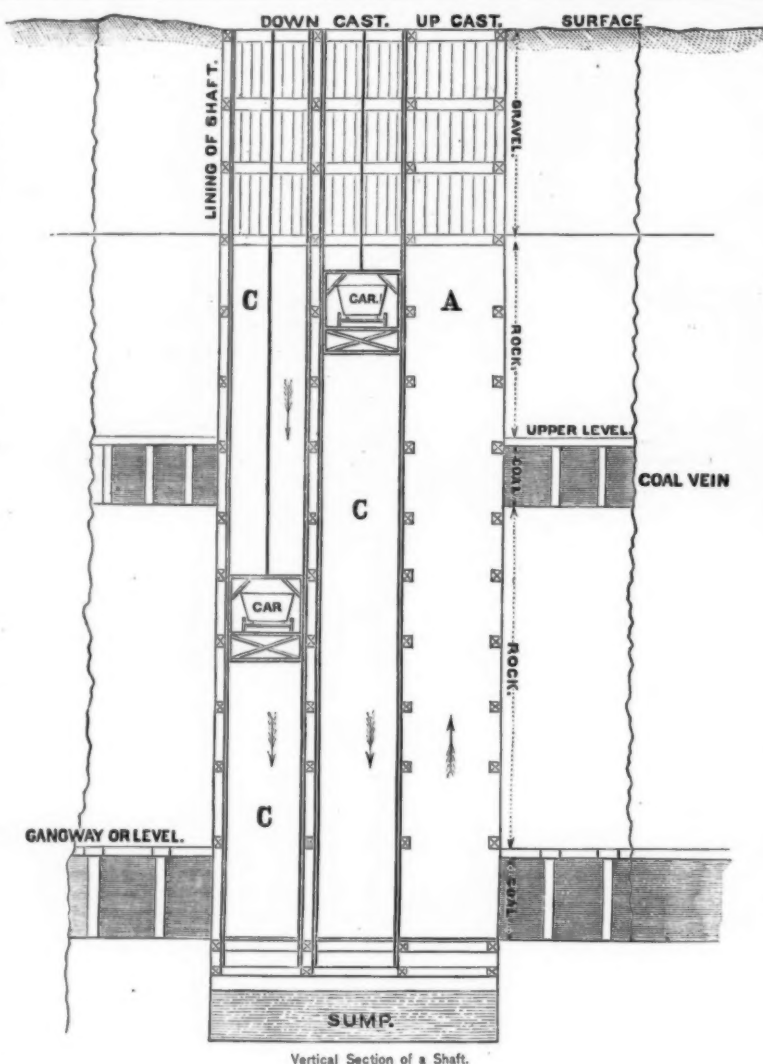 DOWN CAST. UP CAST. SURFACE
LINING OF SHAFT.
GRAVEL.
C
CAR.
A
ROCK.
UPPER LEVEL.
COAL
COAL VEIN
C
CAR
ROCK.
C
GANGWAY OR LEVEL.
COAL
SUMP.
Vertical Section of a Shaft.